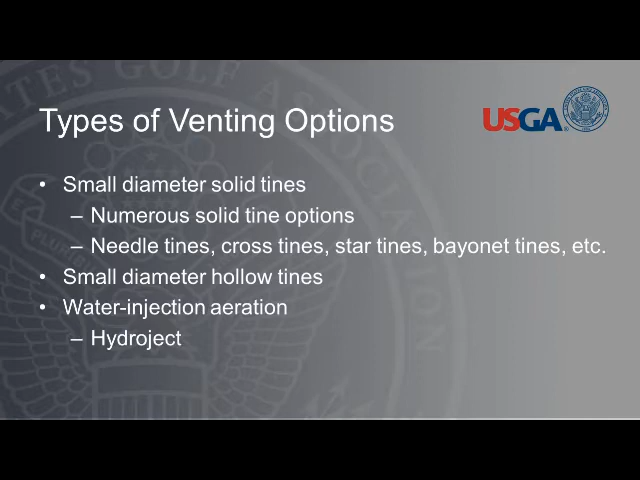 Types of Venting Options
USGA®
• Small diameter solid tines
– Numerous solid tine options
– Needle tines, cross tines, star tines, bayonet tines, etc.
• Small diameter hollow tines
• Water-injection aeration
– Hydroject